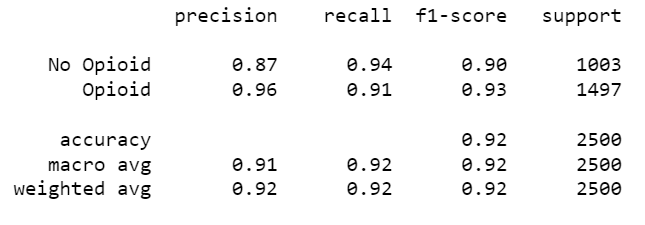 precision recall f1-score support
No Opioid 0.87 0.94 0.90 1003
Opioid 0.96 0.91 0.93 1497
accuracy 0.92 2500
macro avg 0.91 0.92 0.92 2500
weighted avg 0.92 0.92 0.92 2500